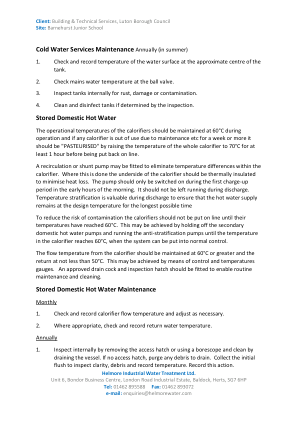 Client: Building & Technical Services, Luton Borough Council
Site: Barnehurst Junior School
Cold Water Services Maintenance Annually (in summer)
1. Check and record temperature of the water surface at the approximate centre of the
tank.
2. Check mains water temperature at the ball valve.
3. Inspect tanks internally for rust, damage or contamination.
4. Clean and disinfect tanks if determined by the inspection.
Stored Domestic Hot Water
The operational temperatures of the calorifiers should be maintained at 60°C during
operation and if any calorifier is out of use due to maintenance etc for a week or more it
should be "PASTEURISED" by raising the temperature of the whole calorifier to 70°C for at
least 1 hour before being put back on line.
A recirculation or shunt pump may be fitted to eliminate temperature differences within the
calorifier. Where this is done the underside of the calorifier should be thermally insulated
to minimise heat loss. The pump should only be switched on during the first charge-up
period in the early hours of the morning. It should not be left running during discharge.
Temperature stratification is valuable during discharge to ensure that the hot water supply
remains at the design temperature for the longest possible time
To reduce the risk of contamination the calorifiers should not be put on line until their
temperatures have reached 60°C. This may be achieved by holding off the secondary
domestic hot water pumps and running the anti-stratification pumps until the temperature
in the calorifier reaches 60°C, when the system can be put into normal control.
The flow temperature from the calorifier should be maintained at 60°C or greater and the
return at not less than 50°C. This may be achieved by means of control and temperatures
gauges. An approved drain cock and inspection hatch should be fitted to enable routine
maintenance and cleaning.
Stored Domestic Hot Water Maintenance
Monthly
1. Check and record calorifier flow temperature and adjust as necessary.
2. Where appropriate, check and record return water temperature.
Annually
1. Inspect internally by removing the access hatch or using a borescope and clean by
draining the vessel. If no access hatch, purge any debris to drain. Collect the initial
flush to inspect clarity, debris and record temperature. Record this action.
Helmore Industrial Water Treatment Ltd.
Unit 6, Bondor Business Centre, London Road Industrial Estate, Baldock, Herts, SG7 6HP
Tel: 01462 895588 Fax: 01462 893072
e-mail: enquiries@helmorewater.com